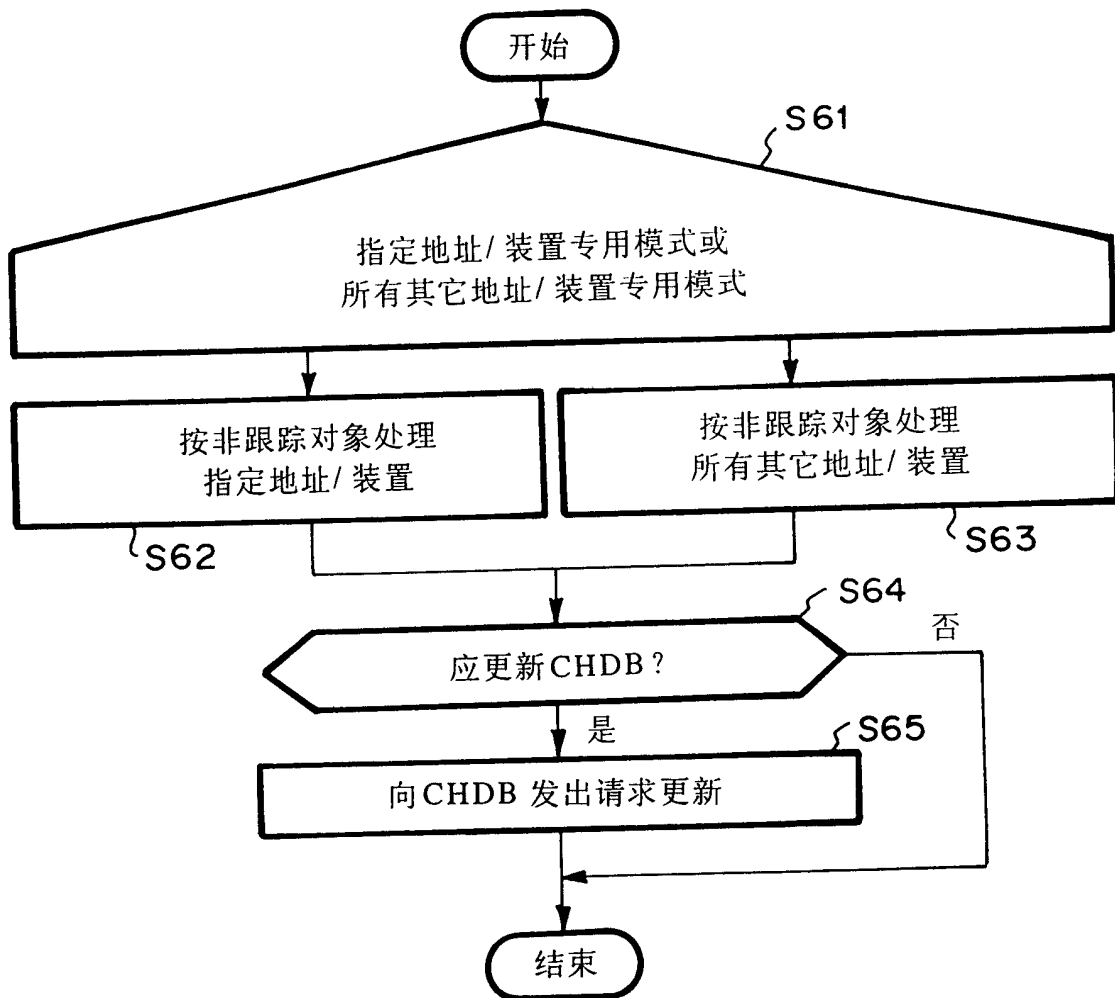 开始
S61
指定地址/装置专用模式或
所有其它地址/装置专用模式
按非跟踪对象处理
指定地址/装置
按非跟踪对象处理
所有其它地址/装置
S62
S63
S64
应更新CHDB?
否
是
S65
向CHDB 发出请求更新
结束